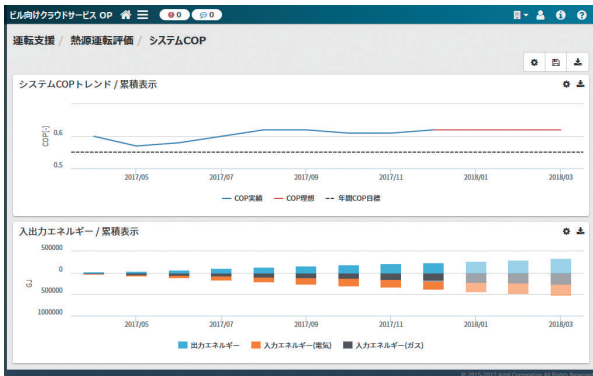 ビル向けクラウドサービス OP 0 0
運転支援 / 熱源運転評価 / システムCOP
システムCOPトレンド / 累積表示
COP[-]
0.6
0.5
2017/05 2017/07 2017/09 2017/11 2018/01 2018/03
COP実績 COP理想 年間COP目標
入出力エネルギー / 累積表示
GJ
500000
0
500000
1000000
2017/05 2017/07 2017/09 2017/11 2018/01 2018/03
出力エネルギー 入力エネルギー(電気) 入力エネルギー(ガス)
© 2015-2017 Azbil Corporation All Rights Reserved